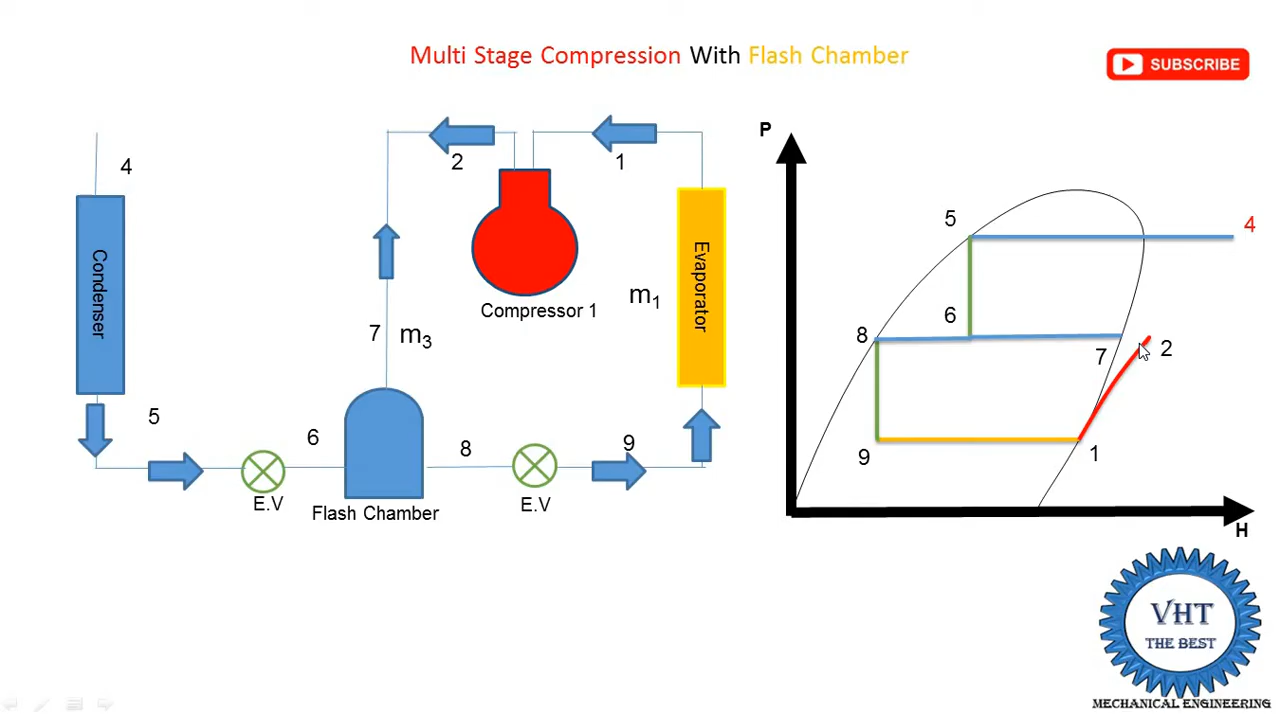 Multi Stage Compression With Flash Chamber
SUBSCRIBE
4
Condenser
5
E.V
6
Flash Chamber
7
m3
2
1
Compressor 1
m1
Evaporator
8
E.V
9
P
5
4
6
8
7
2
9
1
H
VHT
THE BEST
MECHANICAL ENGINEERING